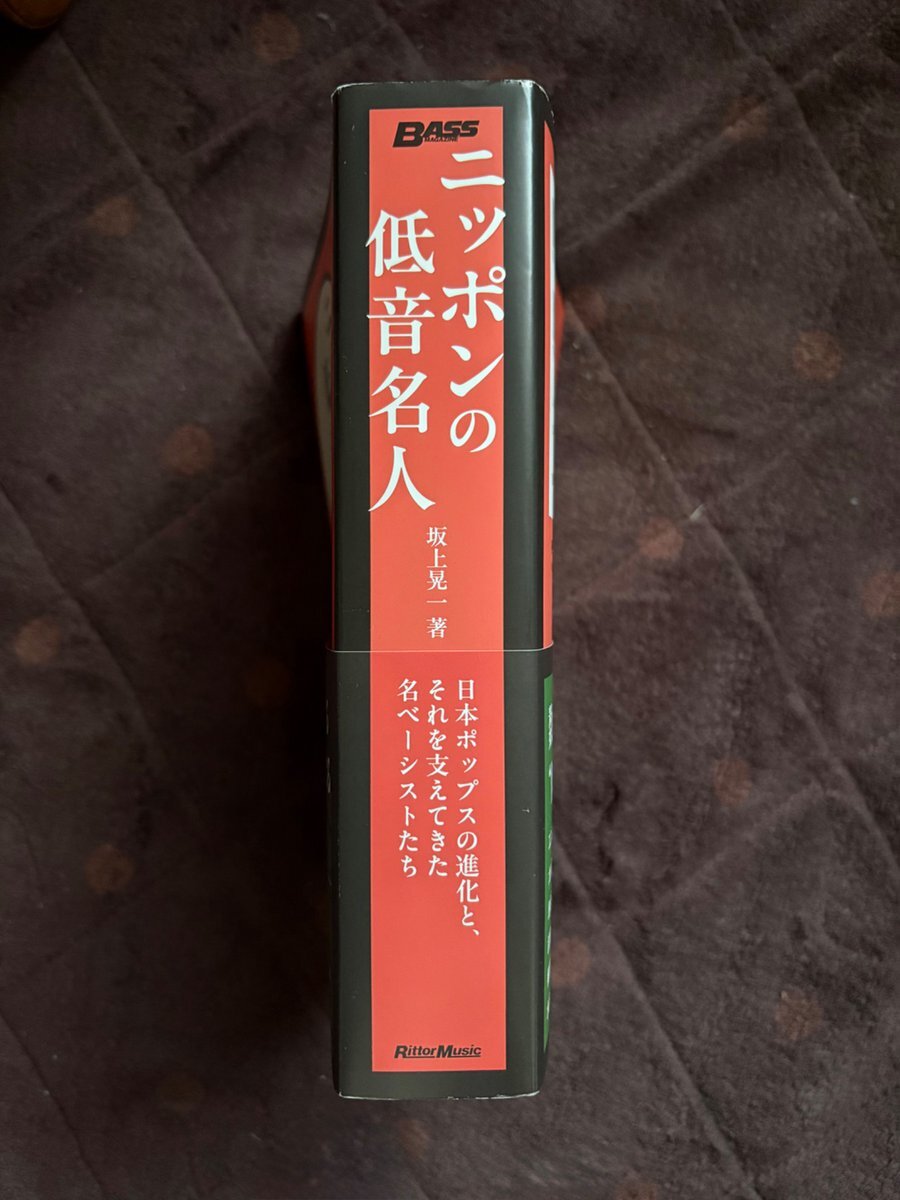 BASS
MAGAZINE
ニッポンの
低音名人
坂上晃一 著
日本ポップスの進化と、
それを支えてきた
名ベーシストたち
RittorMusic